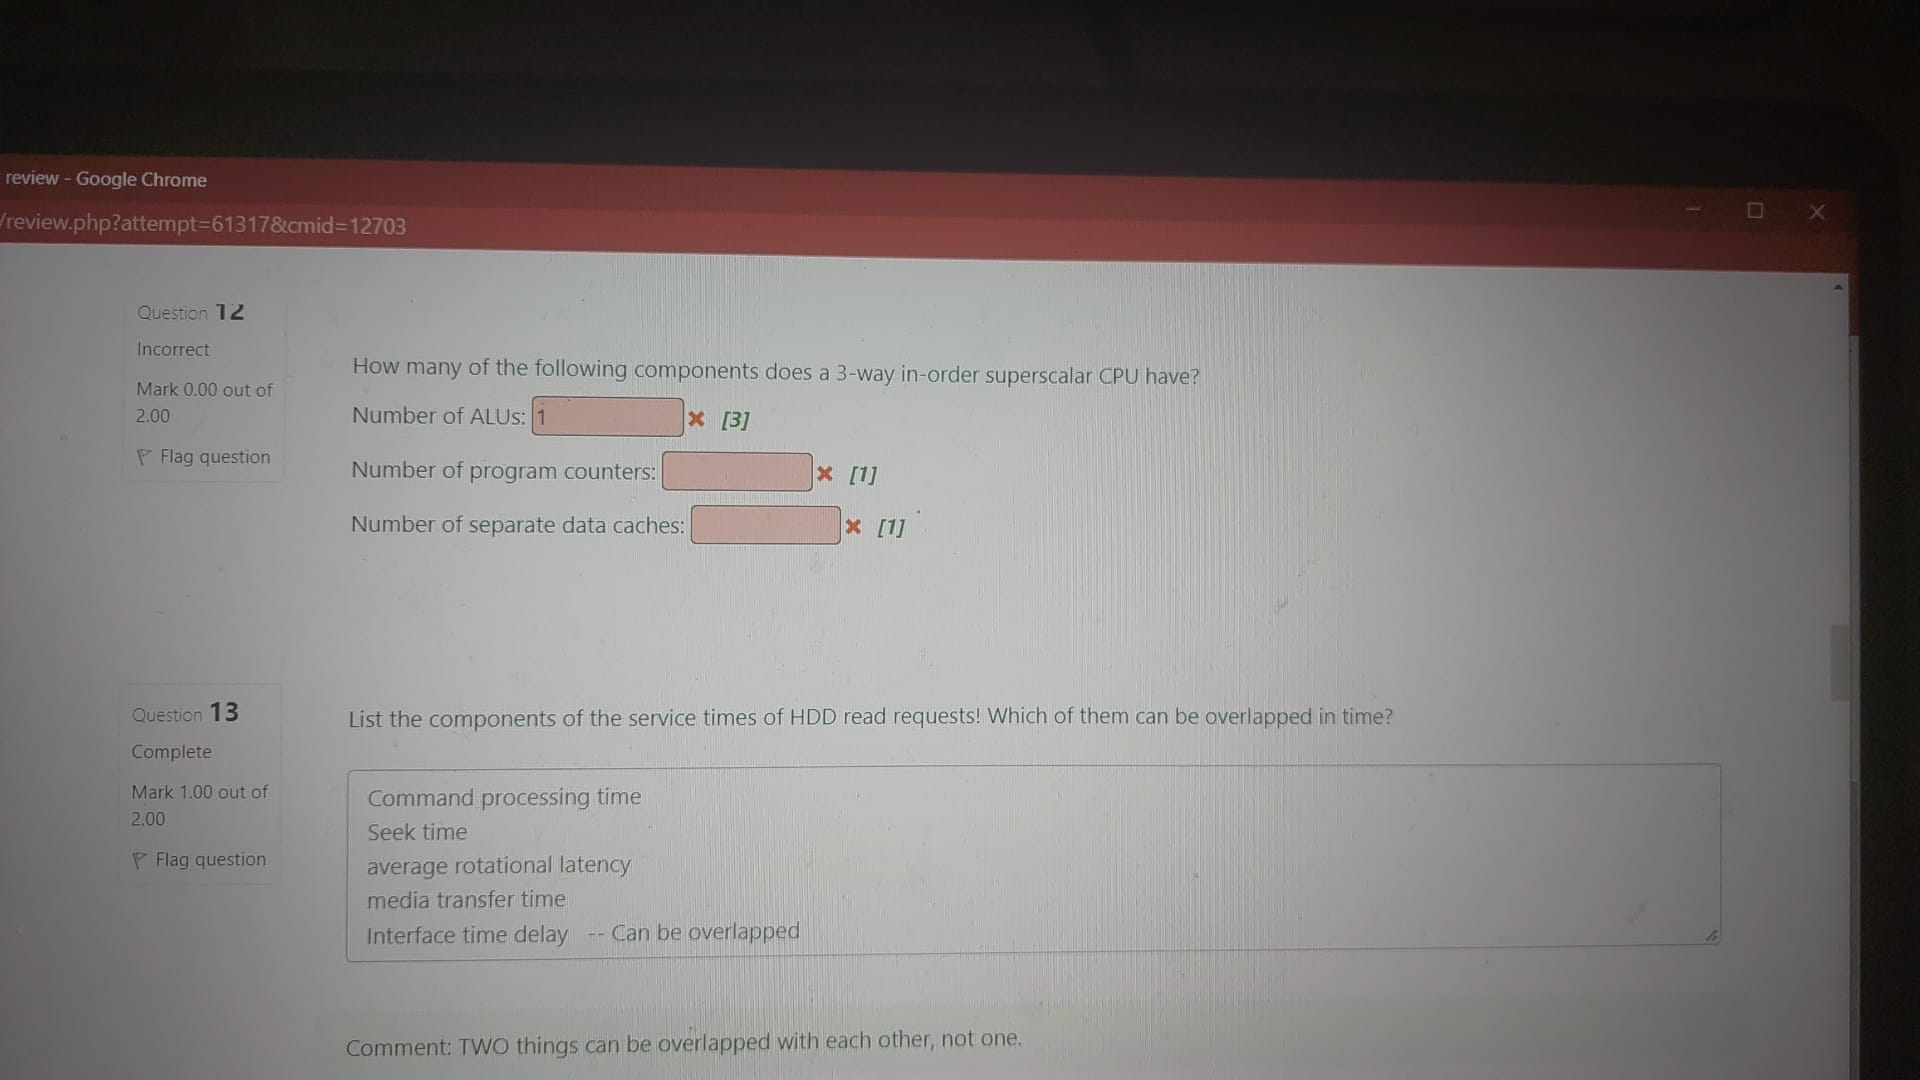 review - Google Chrome
/review.php?attempt=61317&cmid=12703
Question 12
Incorrect
Mark 0.00 out of
2.00
Flag question
How many of the following components does a 3-way in-order superscalar CPU have?
Number of ALUs: 1 [3]
Number of program counters: [1]
Number of separate data caches: [1]
Question 13
Complete
Mark 1.00 out of
2.00
Flag question
List the components of the service times of HDD read requests! Which of them can be overlapped in time?
Command processing time
Seek time
average rotational latency
media transfer time
Interface time delay -- Can be overlapped
Comment: TWO things can be overlapped with each other, not one.